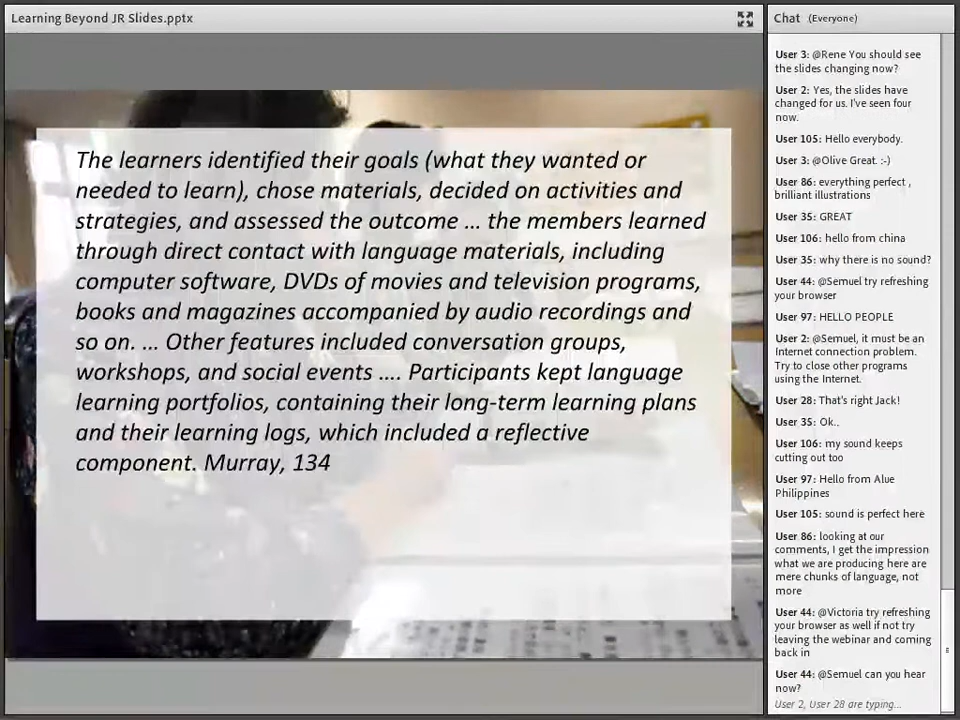 Learning Beyond JR Slides.pptx
The learners identified their goals (what they wanted or
needed to learn), chose materials, decided on activities and
strategies, and assessed the outcome ... the members learned
through direct contact with language materials, including
computer software, DVDs of movies and television programs,
books and magazines accompanied by audio recordings and
so on. ... Other features included conversation groups,
workshops, and social events .... Participants kept language
learning portfolios, containing their long-term learning plans
and their learning logs, which included a reflective
component. Murray, 134
Chat (Everyone)
User 3: @Rene You should see
the slides changing now?
User 2: Yes, the slides have
changed for us. I've seen four
now.
User 105: Hello everybody.
User 3: @Olive Great. :-)
User 86: everything perfect ,
brilliant illustrations
User 35: GREAT
User 106: hello from china
User 35: why there is no sound?
User 44: @Semuel try refreshing
your browser
User 97: HELLO PEOPLE
User 2: @Semuel, it must be an
Internet connection problem.
Try to close other programs
using the Internet.
User 28: That's right Jack!
User 35: Ok..
User 106: my sound keeps
cutting out too
User 97: Hello from Alue
Philippines
User 105: sound is perfect here
User 86: looking at our
comments, I get the impression
what we are producing here are
mere chunks of language, not
more
User 44: @Victoria try refreshing
your browser as well if not try
leaving the webinar and coming
back in
User 44: @Semuel can you hear
now?
User 2, User 28 are typing...